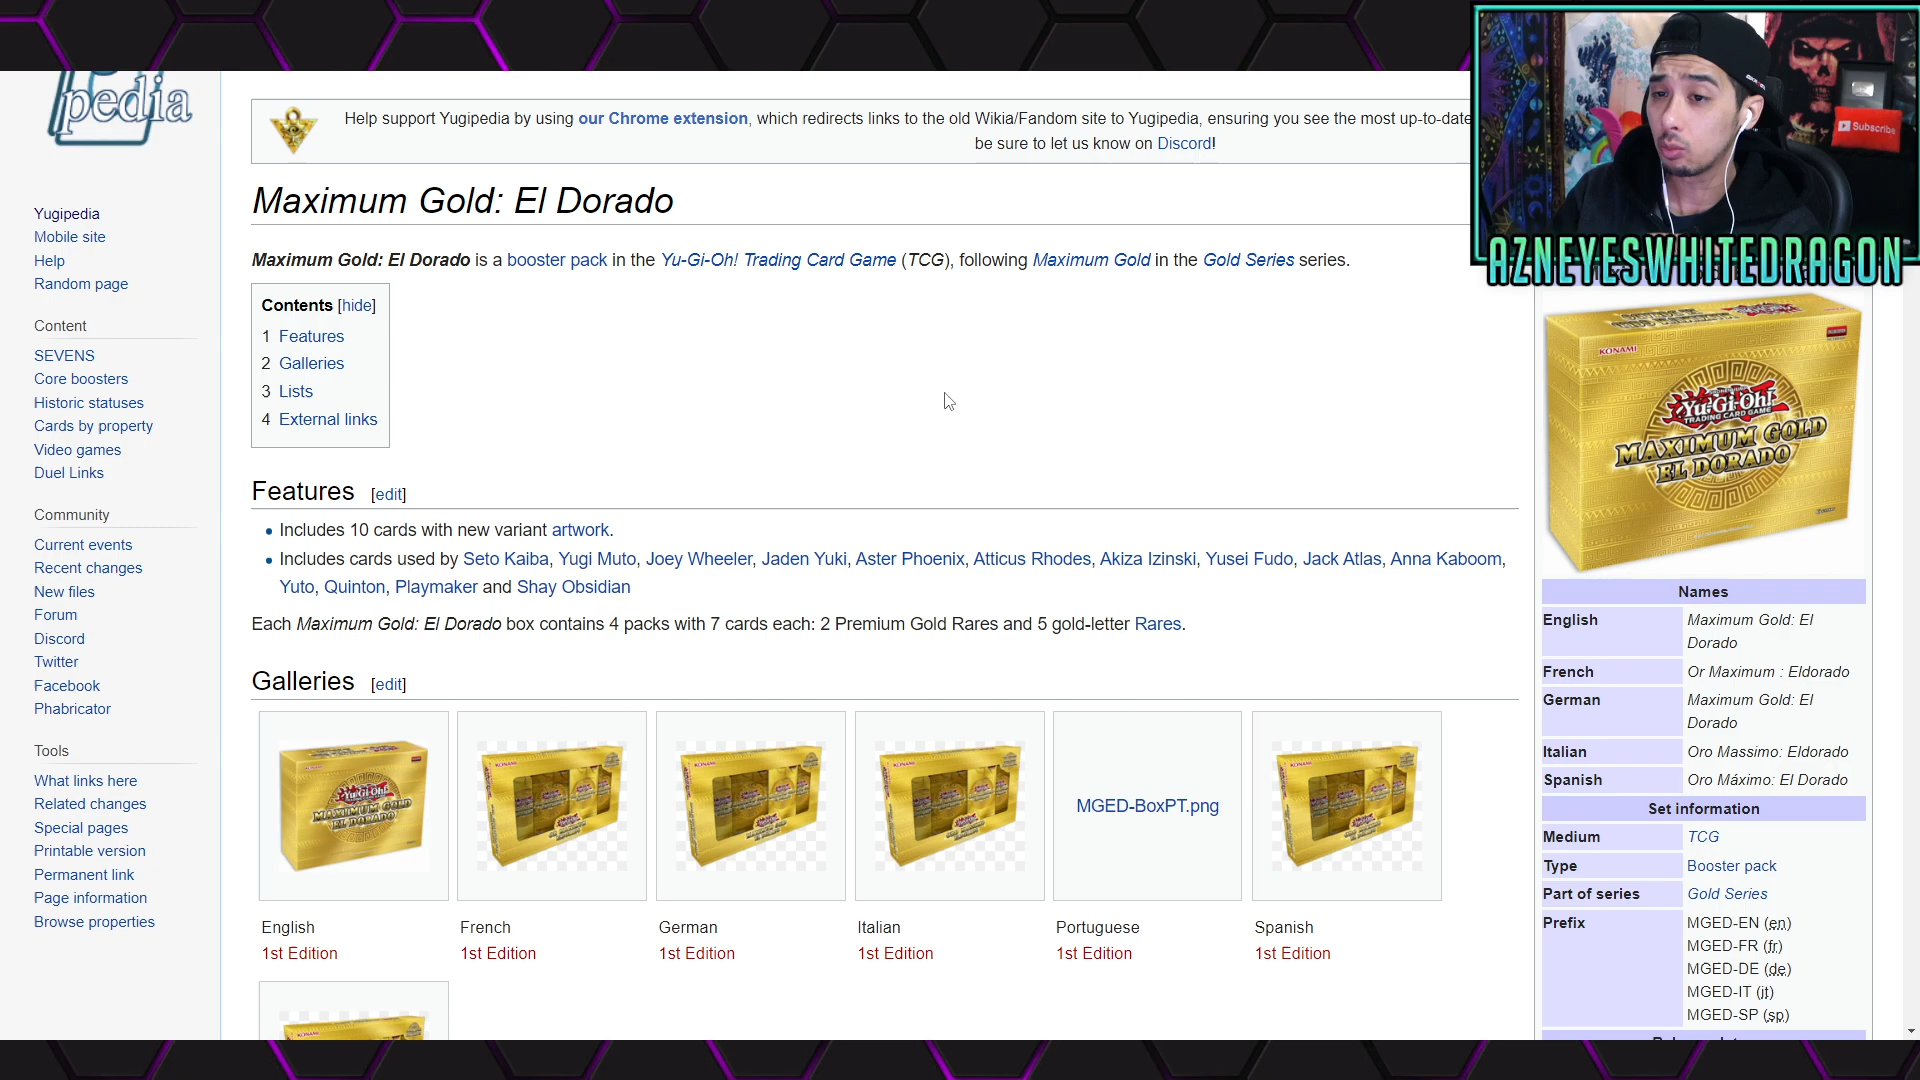 pedia
Help support Yugipedia by using our Chrome extension, which redirects links to the old Wikia/Fandom site to Yugipedia, ensuring you see the most up-to-date
be sure to let us know on Discord!
Subscribe
AZNEYESWHITEDRAGON
Maximum Gold: El Dorado
Maximum Gold: El Dorado is a booster pack in the Yu-Gi-Oh! Trading Card Game (TCG), following Maximum Gold in the Gold Series series.
Contents [hide]
1 Features
2 Galleries
3 Lists
4 External links
Features [edit]
Includes 10 cards with new variant artwork.
Includes cards used by Seto Kaiba, Yugi Muto, Joey Wheeler, Jaden Yuki, Aster Phoenix, Atticus Rhodes, Akiza Izinski, Yusei Fudo, Jack Atlas, Anna Kaboom,
Yuto, Quinton, Playmaker and Shay Obsidian
Each Maximum Gold: El Dorado box contains 4 packs with 7 cards each: 2 Premium Gold Rares and 5 gold-letter Rares.
Galleries [edit]
MGED-BoxPT.png
English
1st Edition
French
1st Edition
German
1st Edition
Italian
1st Edition
Portuguese
1st Edition
Spanish
1st Edition
Yugipedia
Mobile site
Help
Random page
Content
SEVENS
Core boosters
Historic statuses
Cards by property
Video games
Duel Links
Community
Current events
Recent changes
New files
Forum
Discord
Twitter
Facebook
Phabricator
Tools
What links here
Related changes
Special pages
Printable version
Permanent link
Page information
Browse properties
KONAMI
Yu-Gi-Oh!
TRADING CARD GAME
MAXIMUM GOLD
EL DORADO
Names
English Maximum Gold: El
Dorado
French Or Maximum : Eldorado
German Maximum Gold: El
Dorado
Italian Oro Massimo: Eldorado
Spanish Oro Máximo: El Dorado
Set information
Medium TCG
Type Booster pack
Part of series Gold Series
Prefix MGED-EN (en)
MGED-FR (fr)
MGED-DE (de)
MGED-IT (it)
MGED-SP (sp)